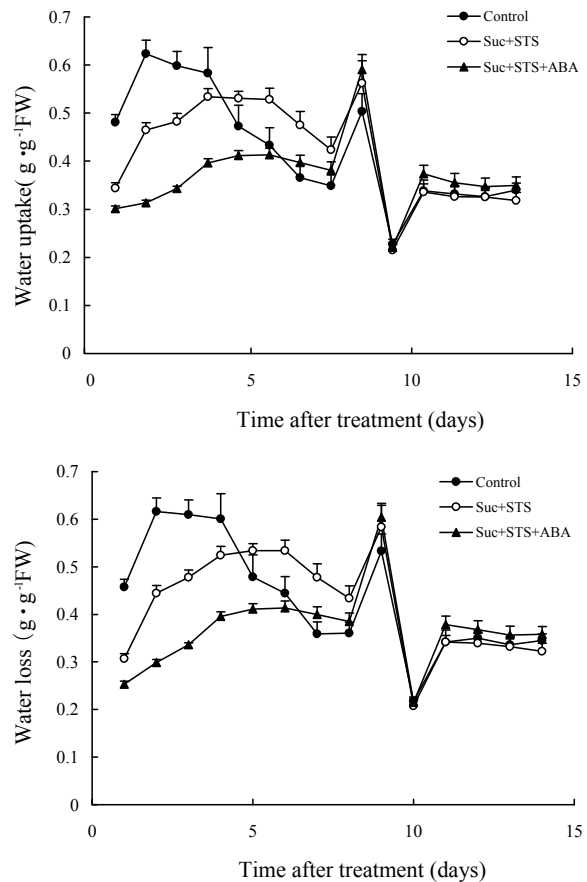 0.7
Control
Suc+STS
Suc+STS+ABA
0.6
0.5
0.4
0.3
0.2
0.1
0
Water uptake( g •g⁻¹FW)
0 5 10 15
Time after treatment (days)
0.7
Control
Suc+STS
Suc+STS+ABA
0.6
0.5
0.4
0.3
0.2
0.1
0
Water loss (g • g⁻¹FW)
0 5 10 15
Time after treatment (days)